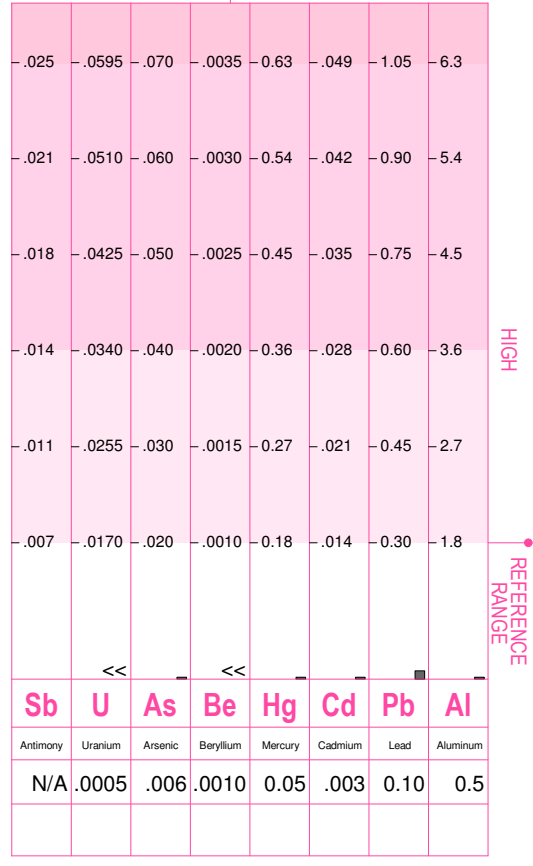 .025 .0595 .070 .0035 0.63 .049 1.05 6.3
.021 .0510 .060 .0030 0.54 .042 0.90 5.4
.018 .0425 .050 .0025 0.45 .035 0.75 4.5
HIGH
.014 .0340 .040 .0020 0.36 .028 0.60 3.6
.011 .0255 .030 .0015 0.27 .021 0.45 2.7
.007 .0170 .020 .0010 0.18 .014 0.30 1.8
REFERENCE
RANGE
<< <<
Sb U As Be Hg Cd Pb Al
Antimony Uranium Arsenic Beryllium Mercury Cadmium Lead Aluminum
N/A .0005 .006 .0010 0.05 .003 0.10 0.5